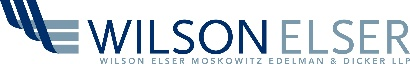 WILSON ELSER
WILSON ELSER MOSKOWITZ EDELMAN & DICKER LLP